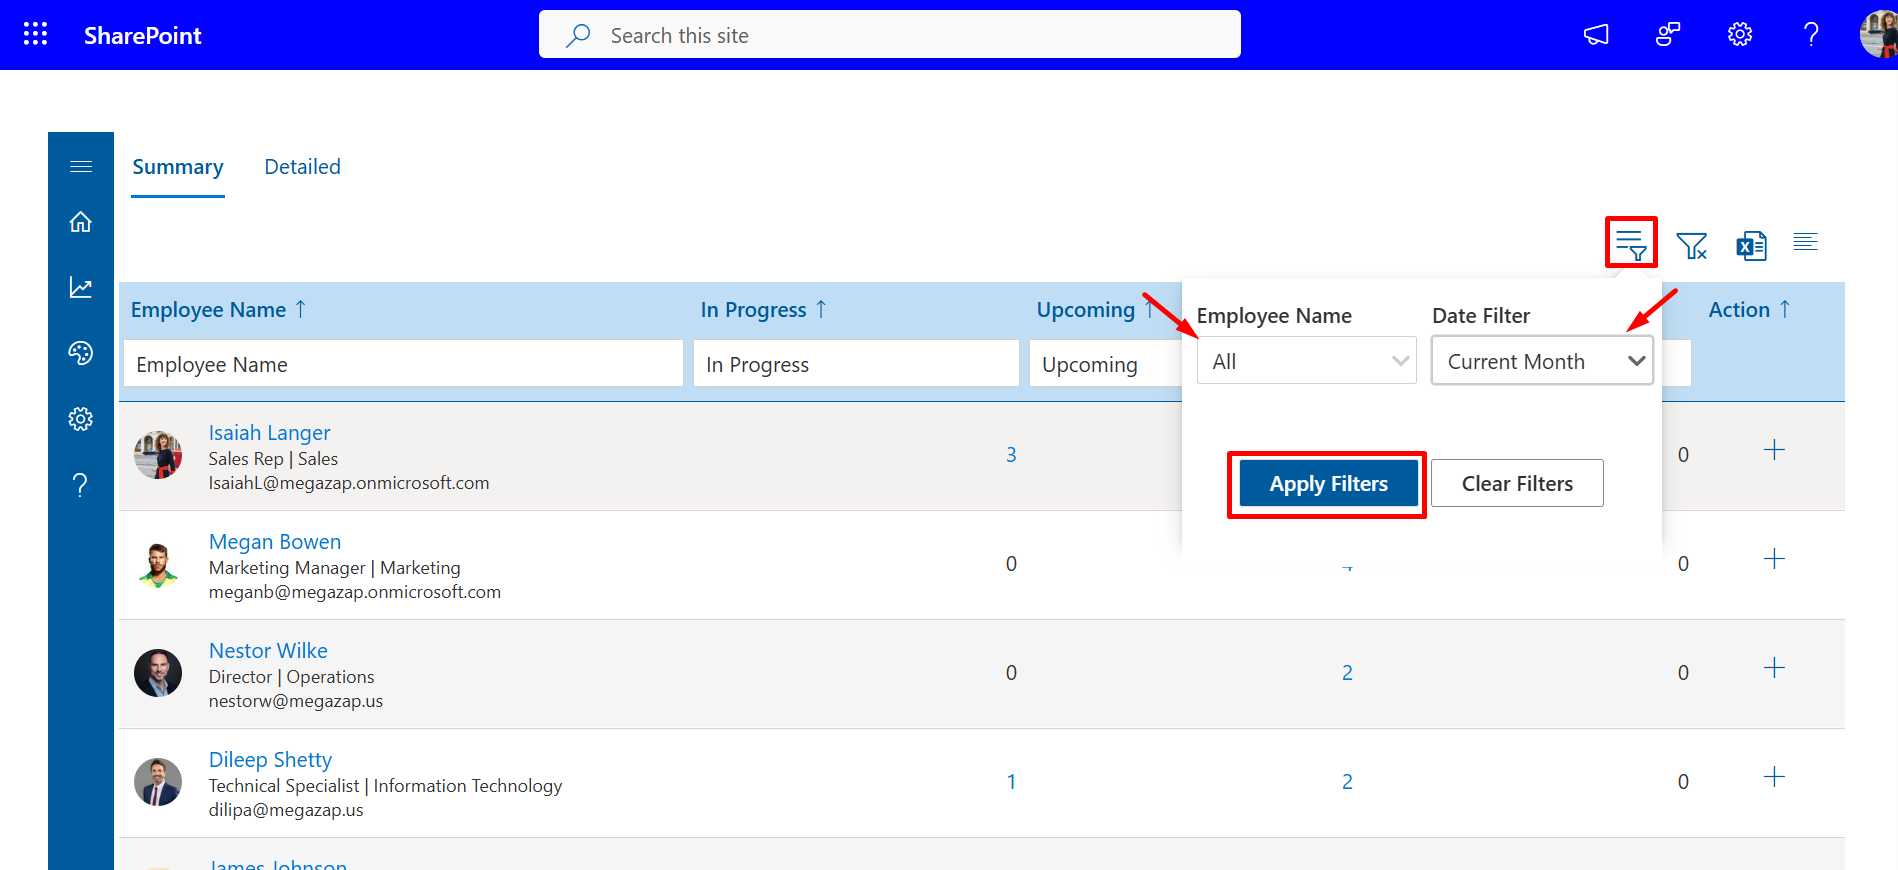 SharePoint
Search this site
Summary
Detailed
Employee Name ↑
In Progress ↑
Upcoming ↑
Action ↑
Employee Name
In Progress
Upcoming
Employee Name
Date Filter
All
Current Month
Apply Filters
Clear Filters
Isaiah Langer
Sales Rep | Sales
IsaiahL@megazap.onmicrosoft.com
3
0
Megan Bowen
Marketing Manager | Marketing
meganb@megazap.onmicrosoft.com
0
0
Nestor Wilke
Director | Operations
nestorw@megazap.us
0
2
0
Dileep Shetty
Technical Specialist | Information Technology
dilipa@megazap.us
1
2
0
James Johnson